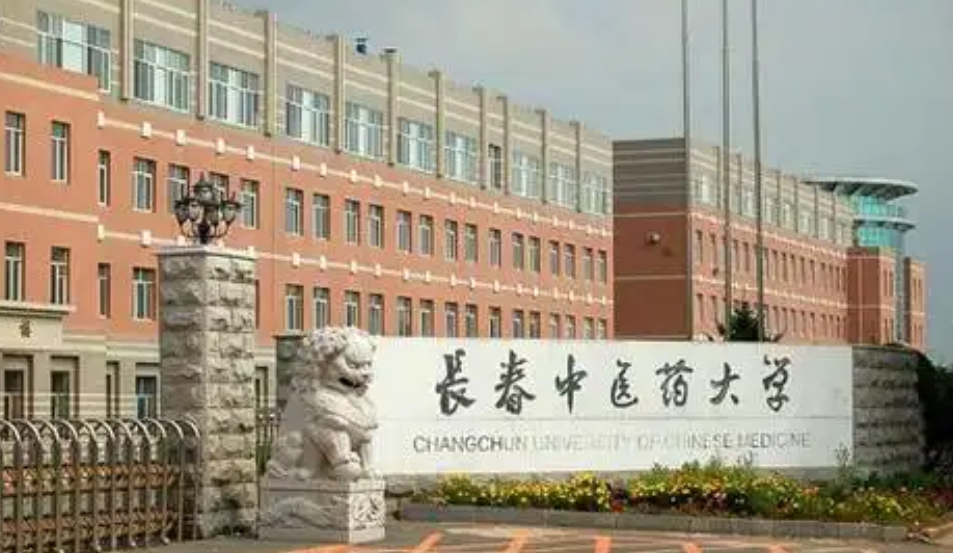 長春中医药大学
CHANGCHUN UNIVERSITY OF CHINESE MEDICINE